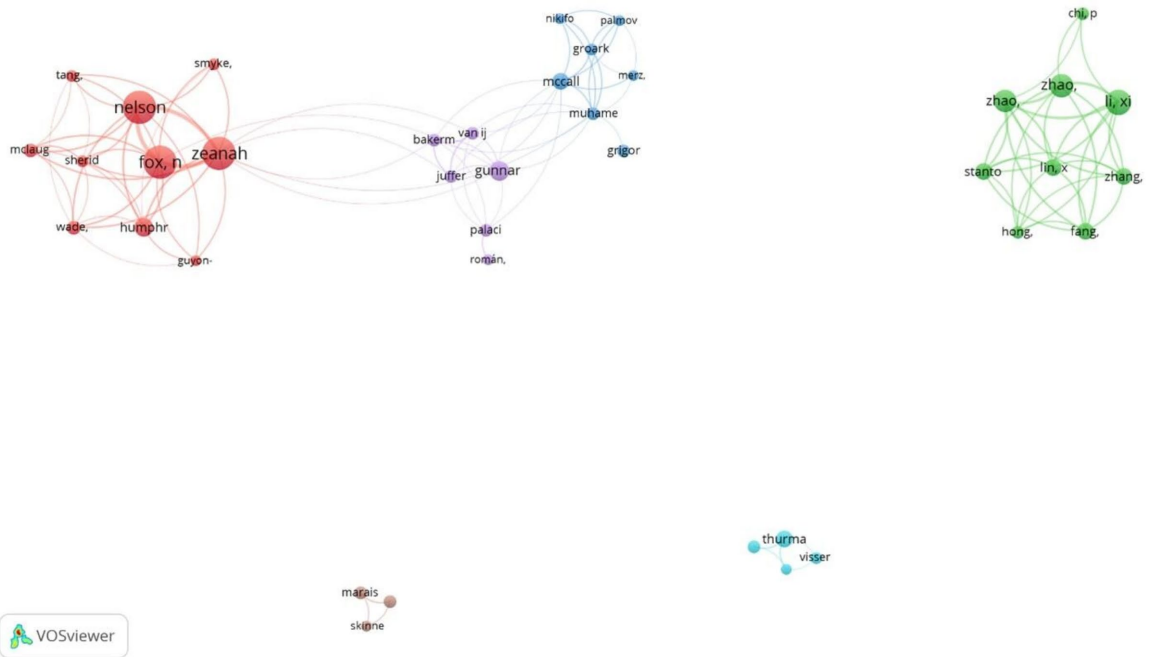 chi, p
nikifo
palmov
groark
smyke,
tang,
mccall
merz,
zhao,
zhao,
li, xi
nelson
muhame
bakerm
van ij
mclaug
sherid
fox, n
zeanah
grigor
juffer
gunnar
stanto
lin, x
zhang,
wade,
humphr
palaci
hong,
fang,
guyon-
román,
thurma
visser
marais
skinne
VOSviewer